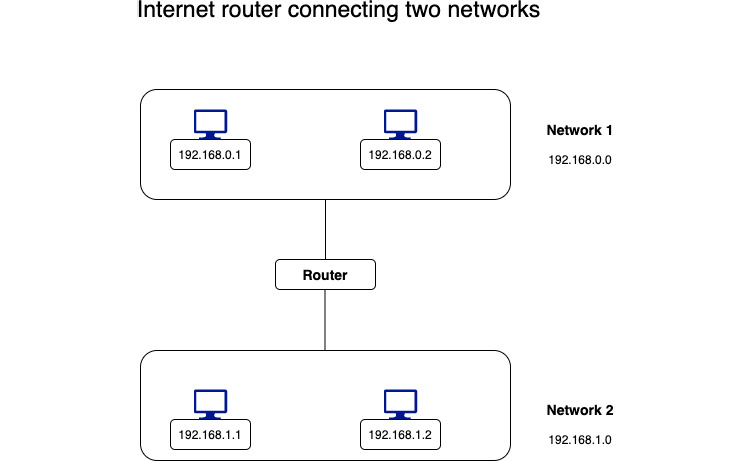 Internet router connecting two networks
192.168.0.1
192.168.0.2
Network 1
192.168.0.0
Router
192.168.1.1
192.168.1.2
Network 2
192.168.1.0